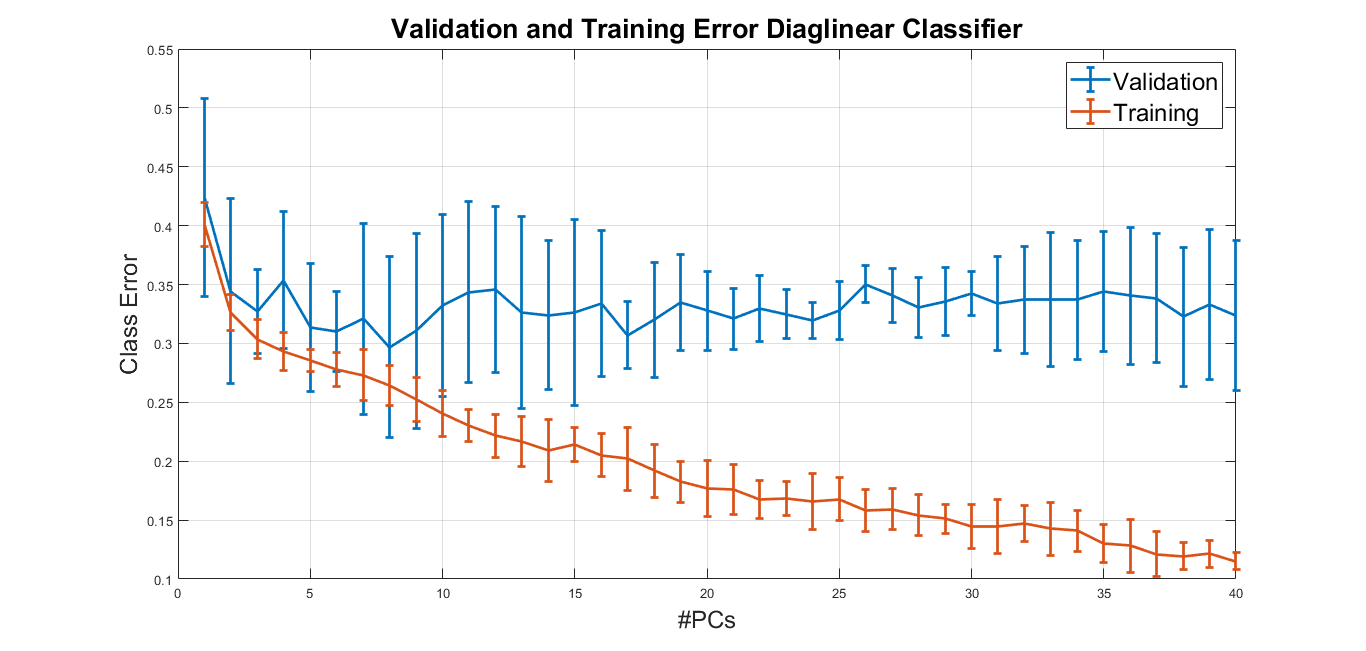 Validation and Training Error Diaglinear Classifier
0.55
0.5
0.45
0.4
0.35
0.3
0.25
0.2
0.15
0.1
Class Error
Validation
Training
0 5 10 15 20 25 30 35 40
#PCs